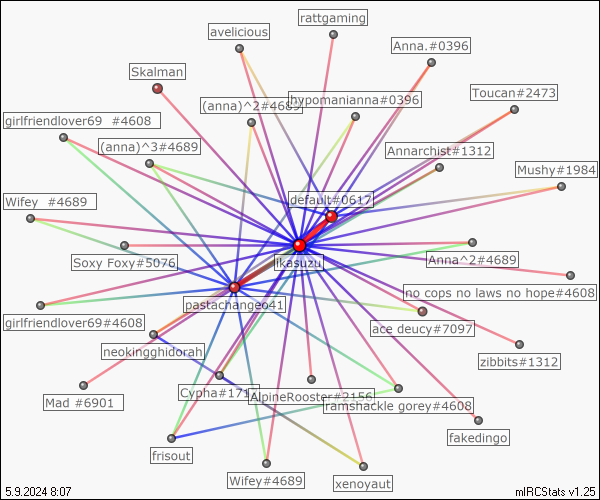 rattgaming
avelicious
Anna.#0396
Skalman
Toucan#2473
hypomanianna#0396
(anna)^2#4689
girlfriendlover69 #4608
(anna)^3#4689
Annarchist#1312
Mushy#1984
default#0617
Wifey #4689
Soxy Foxy#5076
ikasuzu
Anna^2#4689
no cops no laws no hope#4608
pastachange641
girlfriendlover69#4608
ace deucy#7097
neokingghidorah
zibbits#1312
Mad #6901
Cypha#171
AlpineRooster#2156
ramshackle gorey#4608
fakedingo
frisout
Wifey#4689
xenoyaut
5.9.2024 8:07
mIRCStats v1.25